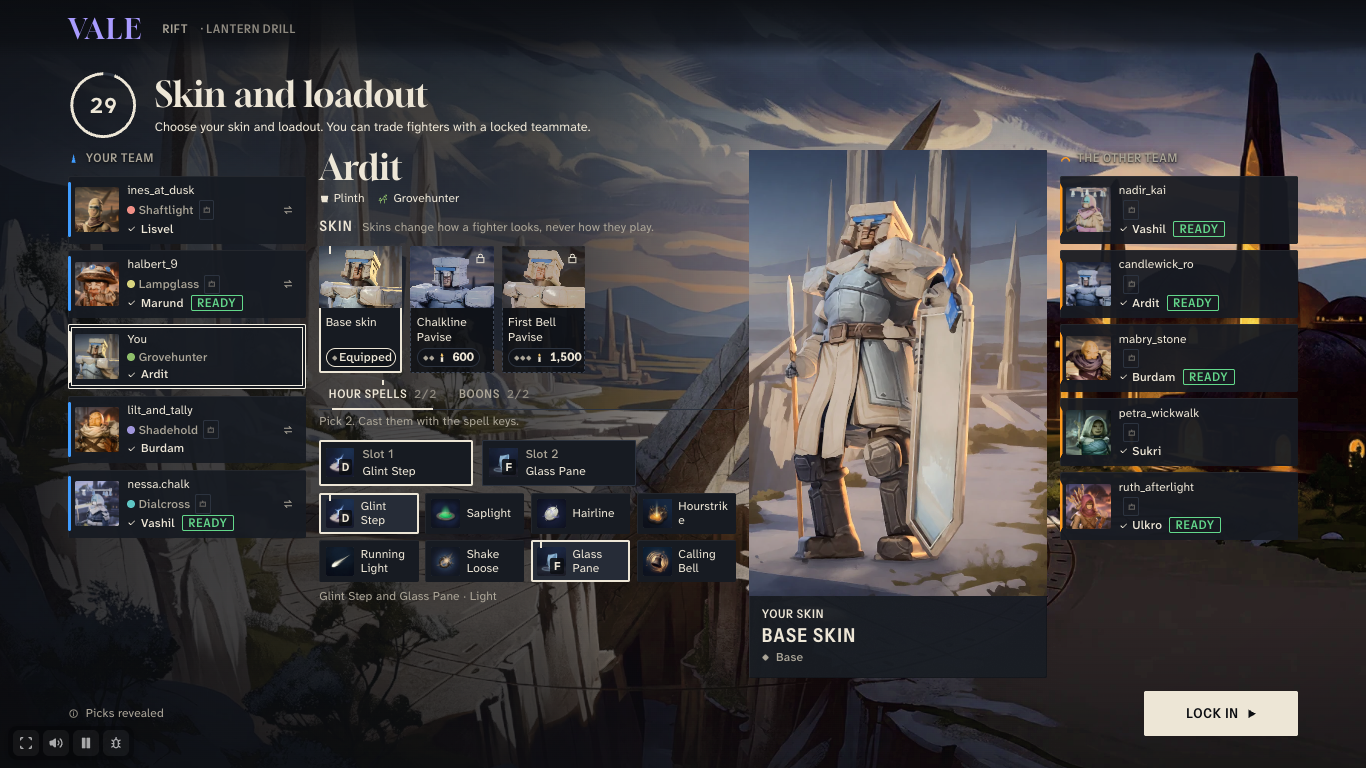 VALE
RIFT · LANTERN DRILL
29
Skin and loadout
Choose your skin and loadout. You can trade fighters with a locked teammate.
YOUR TEAM
ines_at_dusk
Shaftlight
Lisvel
halbert_9
Lampglass
Marund READY
You
Grovehunter
Ardit
lilt_and_tally
Shadehold
Burdam
nessa.chalk
Dialcross
Vashil READY
Ardit
Plinth Grovehunter
SKIN Skins change how a fighter looks, never how they play.
Base skin
Equipped
Chalkline
Pavise
600
First Bell
Pavise
1,500
HOUR SPELLS 2/2 BOONS 2/2
Pick 2. Cast them with the spell keys.
D
Slot 1
Glint Step
F
Slot 2
Glass Pane
D
Glint
Step
Saplight
Hairline
Hourstrik
e
Running
Light
Shake
Loose
F
Glass
Pane
Calling
Bell
Glint Step and Glass Pane · Light
YOUR SKIN
BASE SKIN
Base
THE OTHER TEAM
nadir_kai
Vashil READY
candlewick_ro
Ardit READY
mabry_stone
Burdam READY
petra_wickwalk
Sukri
ruth_afterlight
Ulkro READY
Picks revealed
LOCK IN